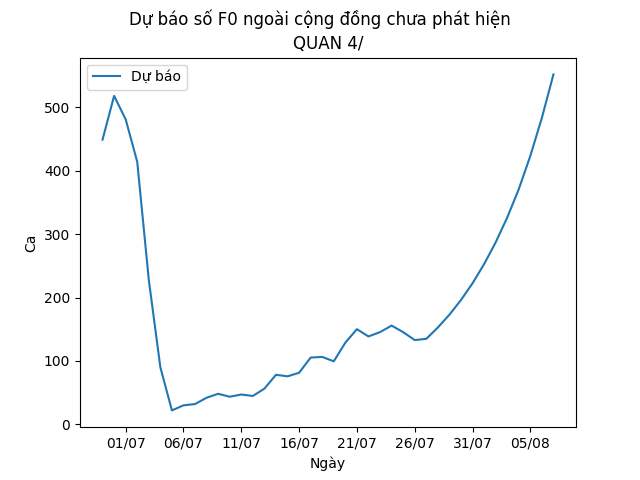 Dự báo số F0 ngoài cộng đồng chưa phát hiện
QUAN 4/
Dự báo
500
400
300
200
100
0
Ca
01/07 06/07 11/07 16/07 21/07 26/07 31/07 05/08
Ngày